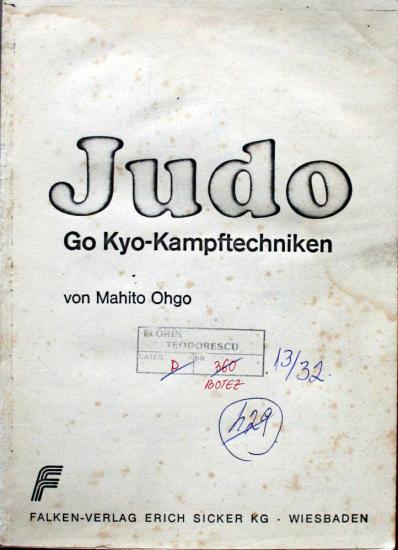 Judo
Go Kyo-Kampftechniken
von Mahito Ohgo
FLORIN
TEODORESCU
CATEG. D NR. 360
BOTEZ
13/32
h29
F
FALKEN-VERLAG ERICH SICKER KG · WIESBADEN